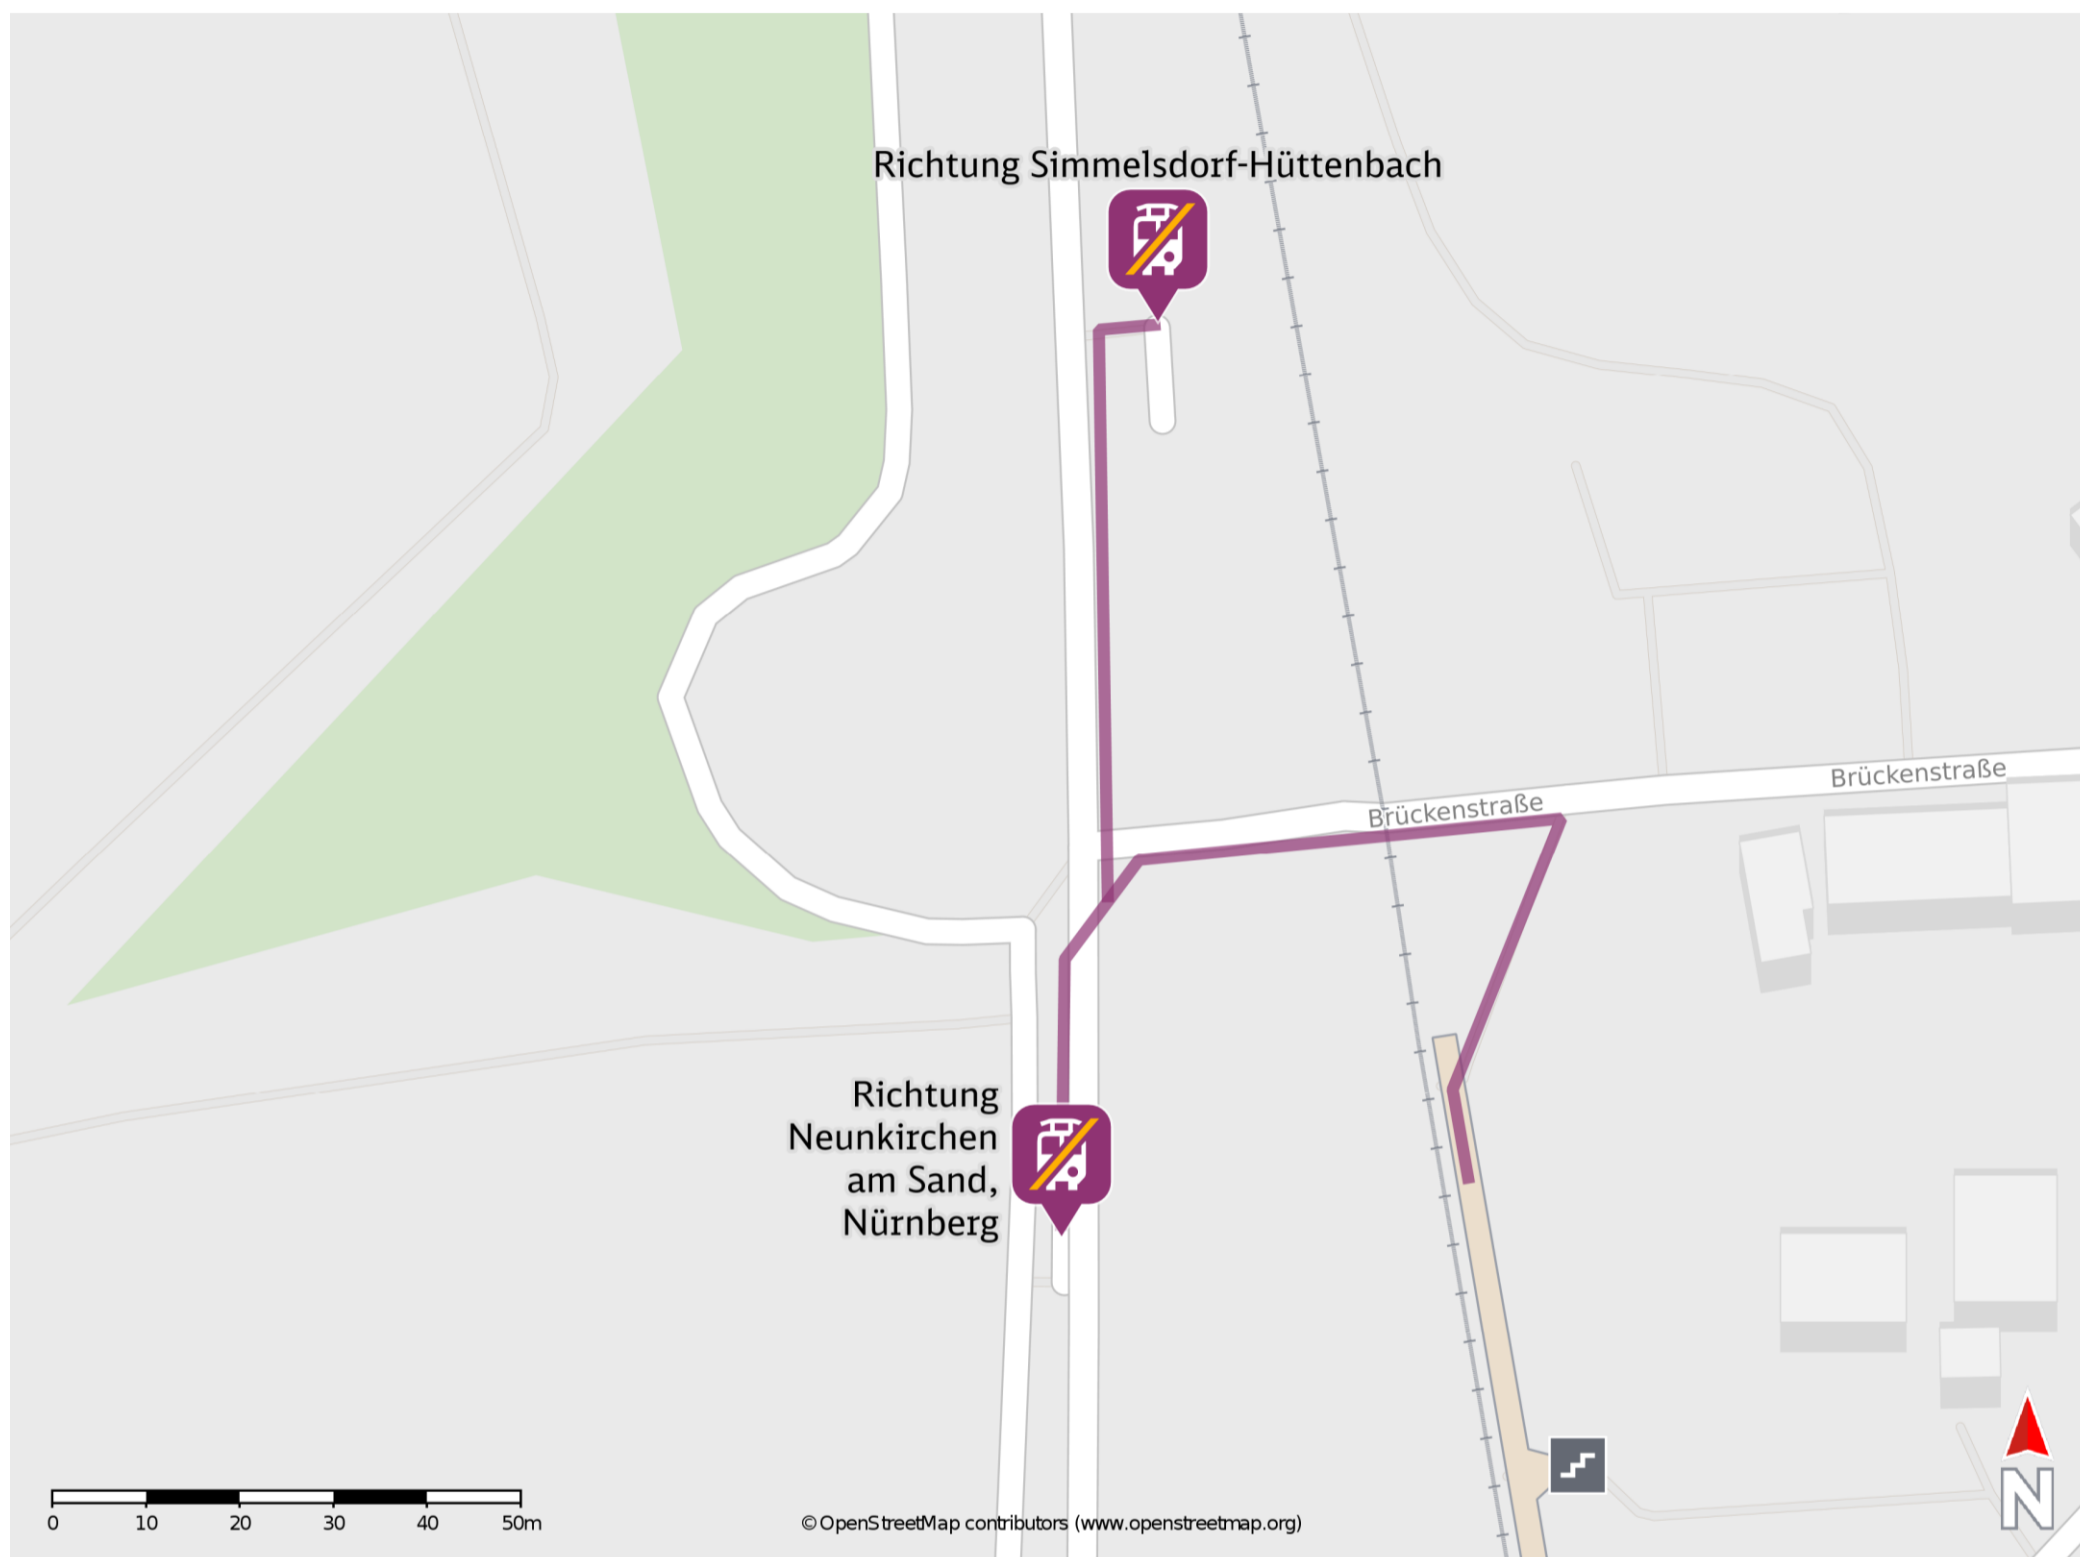 Richtung Simmelsdorf-Hüttenbach
Brückenstraße
Brückenstraße
Richtung
Neunkirchen
am Sand,
Nürnberg
0 10 20 30 40 50m
©OpenStreetMap contributors (www.openstreetmap.org)
N